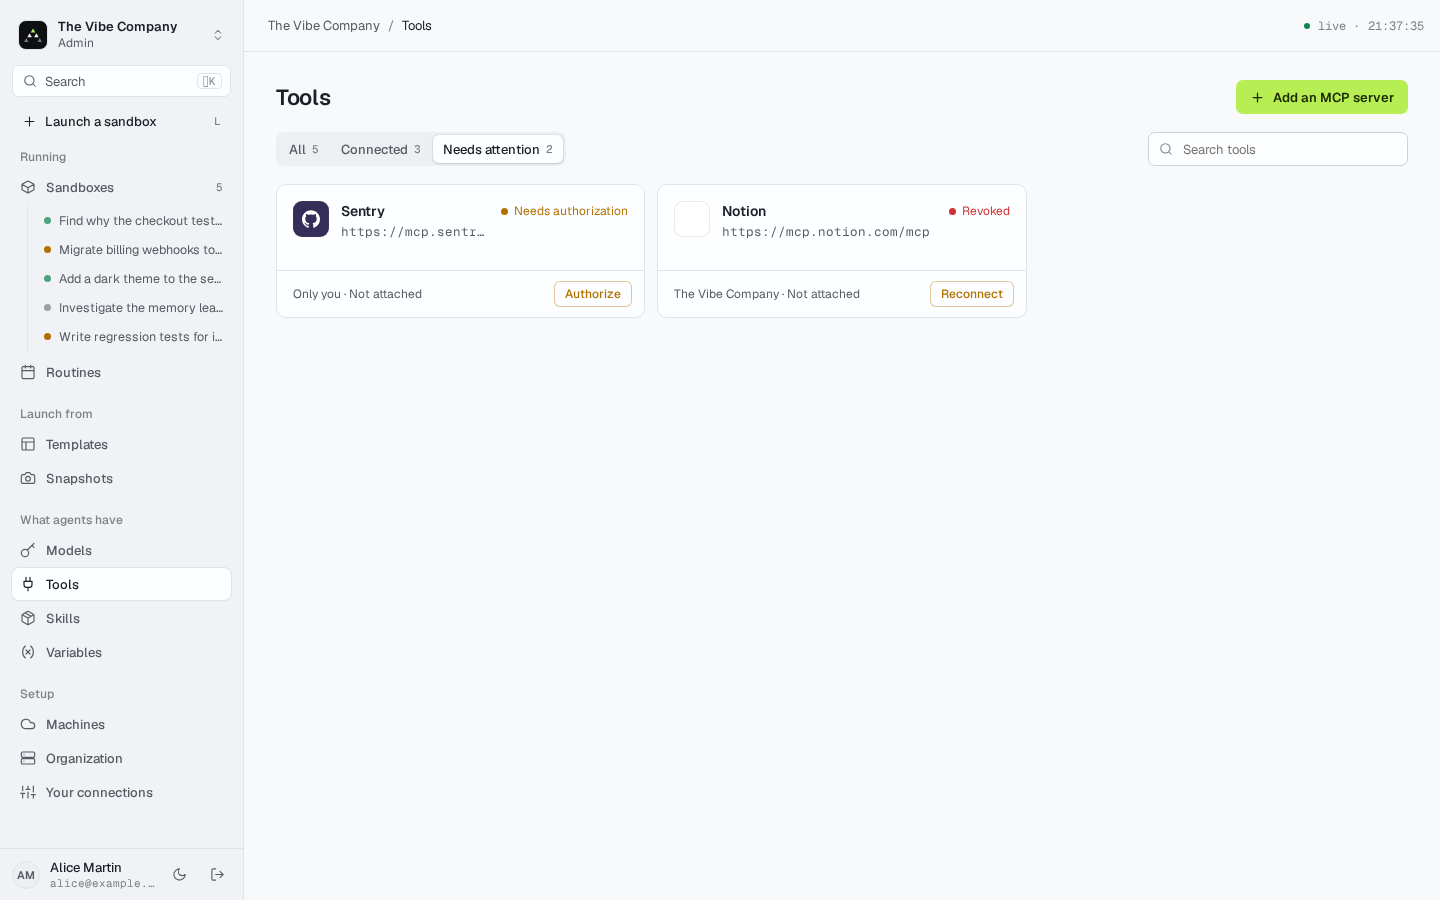 The Vibe Company
Admin
Search
K
Launch a sandbox
L
Running
Sandboxes
5
Find why the checkout test…
Migrate billing webhooks to…
Add a dark theme to the se…
Investigate the memory lea…
Write regression tests for i…
Routines
Launch from
Templates
Snapshots
What agents have
Models
Tools
Skills
Variables
Setup
Machines
Organization
Your connections
AM
Alice Martin
alice@example.…
The Vibe Company / Tools
live · 21:37:35
Tools
Add an MCP server
All 5
Connected 3
Needs attention 2
Search tools
Sentry
Needs authorization
https://mcp.sentr…
Only you · Not attached
Authorize
Notion
Revoked
https://mcp.notion.com/mcp
The Vibe Company · Not attached
Reconnect